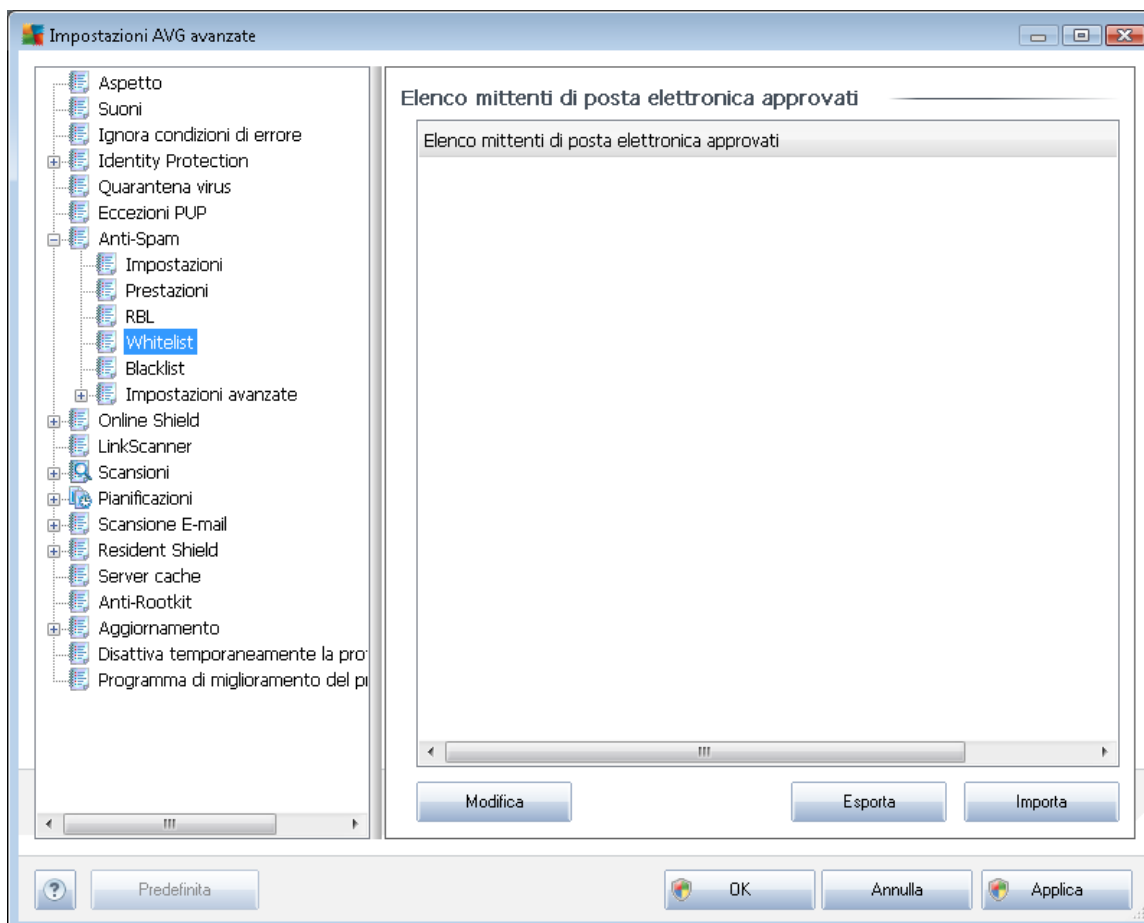 Impostazioni AVG avanzate
Aspetto
Suoni
Ignora condizioni di errore
Identity Protection
Quarantena virus
Eccezioni PUP
Anti-Spam
Impostazioni
Prestazioni
RBL
Whitelist
Blacklist
Impostazioni avanzate
Online Shield
LinkScanner
Scansioni
Pianificazioni
Scansione E-mail
Resident Shield
Server cache
Anti-Rootkit
Aggiornamento
Disattiva temporaneamente la pro
Programma di miglioramento del p
Elenco mittenti di posta elettronica approvati
Elenco mittenti di posta elettronica approvati
Modifica
Esporta
Importa
?
Predefinita
OK
Annulla
Applica